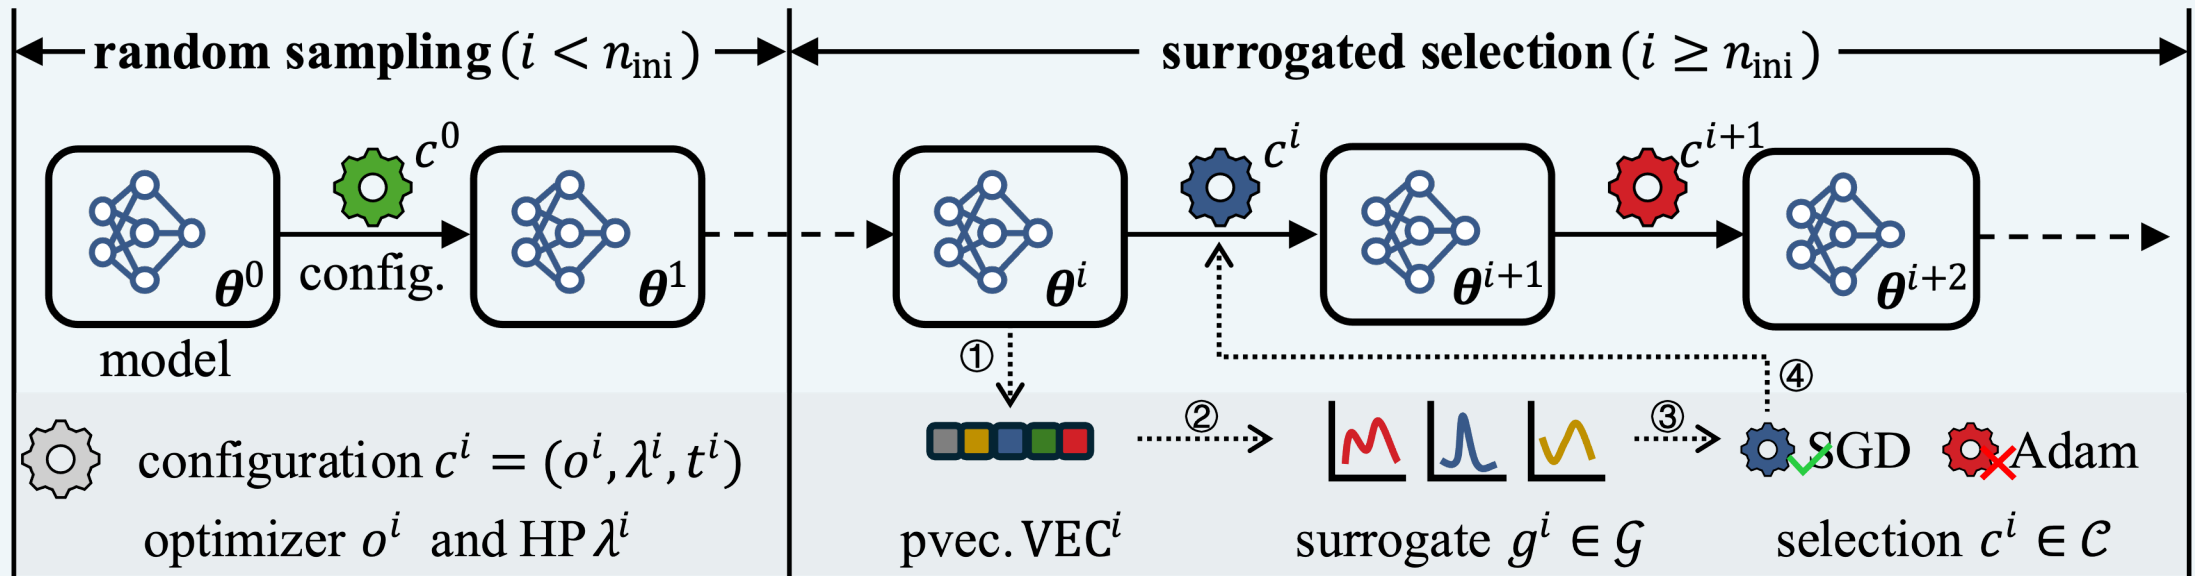 random sampling (i < n_ini) surrogated selection (i ≥ n_ini)
c^0 c^i c^{i+1}
θ^0 config. θ^1 θ^i θ^{i+1} θ^{i+2}
model
① ④
② ③
configuration c^i = (o^i, λ^i, t^i) SGD Adam
optimizer o^i and HP λ^i pvec. VEC^i surrogate g^i ∈ 𝒢 selection c^i ∈ 𝒞